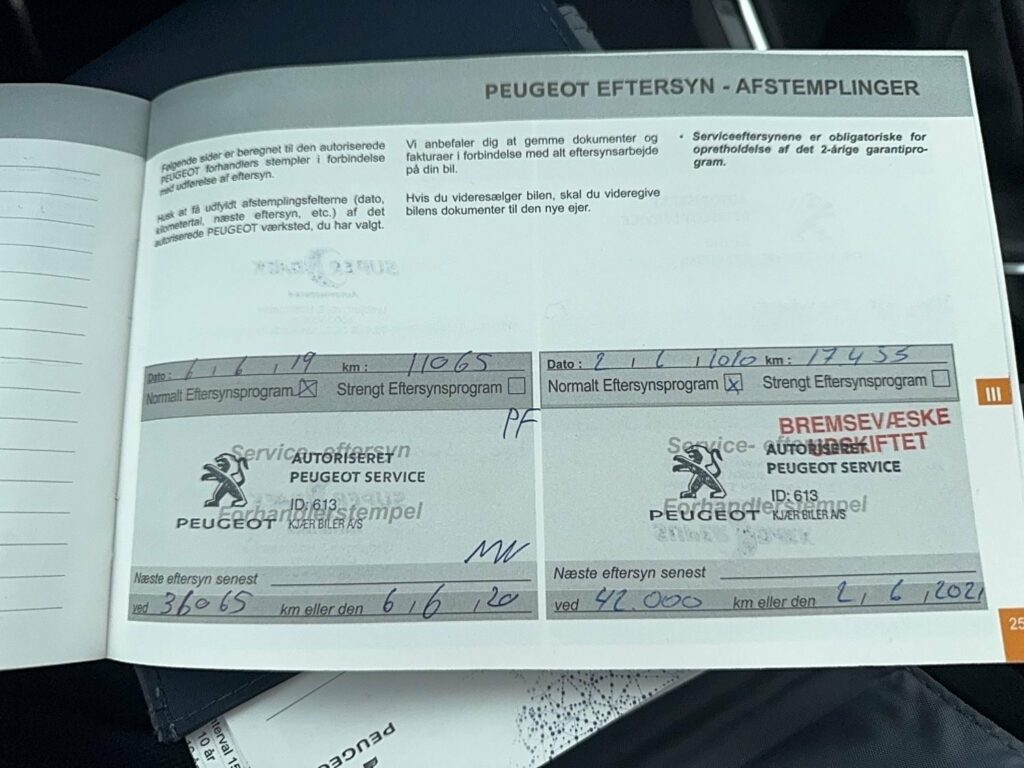 PEUGEOT EFTERSYN - AFSTEMPLINGER
Følgende sider er beregnet til den autoriserede
PEUGEOT forhandlers stempler i forbindelse
med udførelse af eftersyn.
Husk at få udfyldt afstemplingsfelterne (dato,
kilometertal, næste eftersyn, etc.) af det
autoriserede PEUGEOT værksted, du har valgt.
Vi anbefaler dig at gemme dokumenter og
fakturaer i forbindelse med alt eftersynsarbejde
på din bil.
Hvis du videresælger bilen, skal du videregive
bilens dokumenter til den nye ejer.
• Serviceeftersynene er obligatoriske for
opretholdelse af det 2-årige garantipro-
gram.
Dato : 6 / 6 / 19 km : 11065
Normalt Eftersynsprogram Strengt Eftersynsprogram
PF
Service-eftersyn
AUTORISERET
PEUGEOT SERVICE
ID: 613
Forhandlerstempel
PEUGEOT KJÆR BILER A/S
MN
Næste eftersyn senest
ved 36065 km eller den 6 / 6 / 20
Dato : 2 / 6 / km : 17455
Normalt Eftersynsprogram Strengt Eftersynsprogram
BREMSEVÆSKE
UDSKIFTET
Service-
AUTORISERET
PEUGEOT SERVICE
ID: 613
Forhandlerstempel
PEUGEOT KJÆR BILER A/S
Næste eftersyn senest
ved 42.000 km eller den 2 / 6 / 2021
III
25
PEUGEOT
10 år